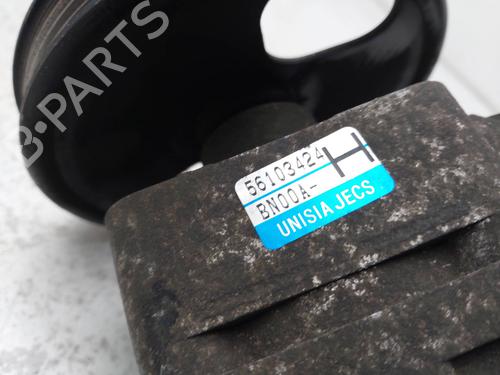 B-PARTS
56103424
H
BN00A-
UNISIA JECS